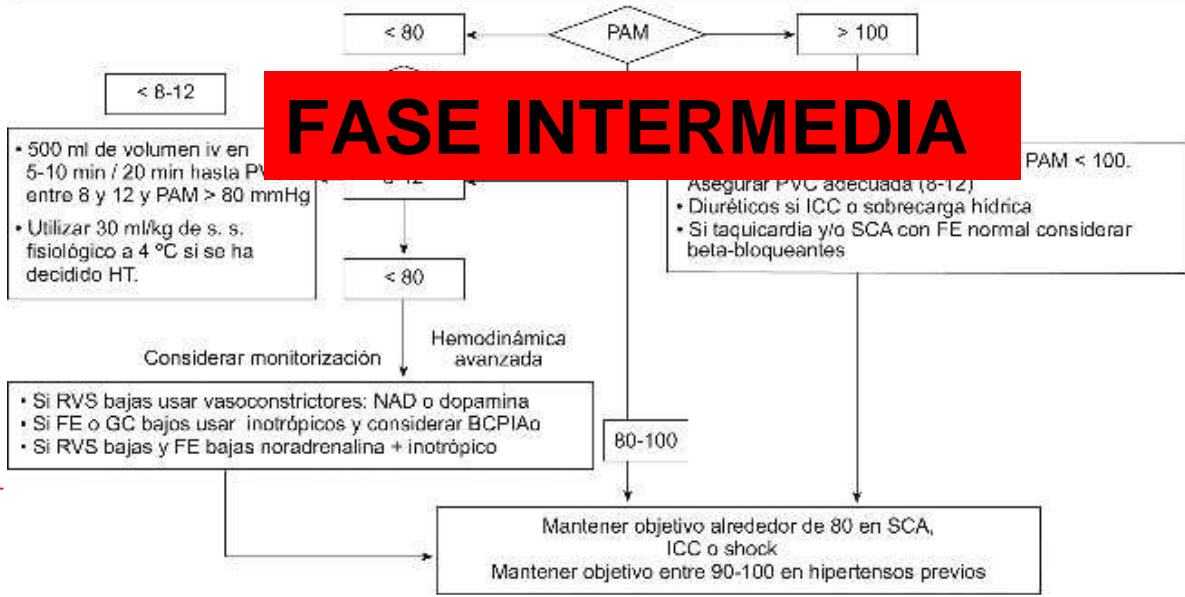 < 80
PAM
> 100
< 8-12
FASE INTERMEDIA
• 500 ml de volumen iv en
5-10 min / 20 min hasta
entre 8 y 12 y PAM > 80 mmHg
• Utilizar 30 ml/kg de s. s.
fisiológico a 4 ºC si se ha
decidido HT.
PAM < 100.
Asegurar PVC adecuada (8-12)
• Diuréticos si ICC o sobrecarga hídrica
• Si taquicardia y/o SCA con FE normal considerar
beta-bloqueantes
< 80
Considerar monitorización
Hemodinámica
avanzada
• Si RVS bajas usar vasoconstrictores: NAD o dopamina
• Si FE o GC bajos usar inotrópicos y considerar BCPIAo
• Si RVS bajas y FE bajas noradrenalina + inotrópico
80-100
Mantener objetivo alrededor de 80 en SCA,
ICC o shock
Mantener objetivo entre 90-100 en hipertensos previos